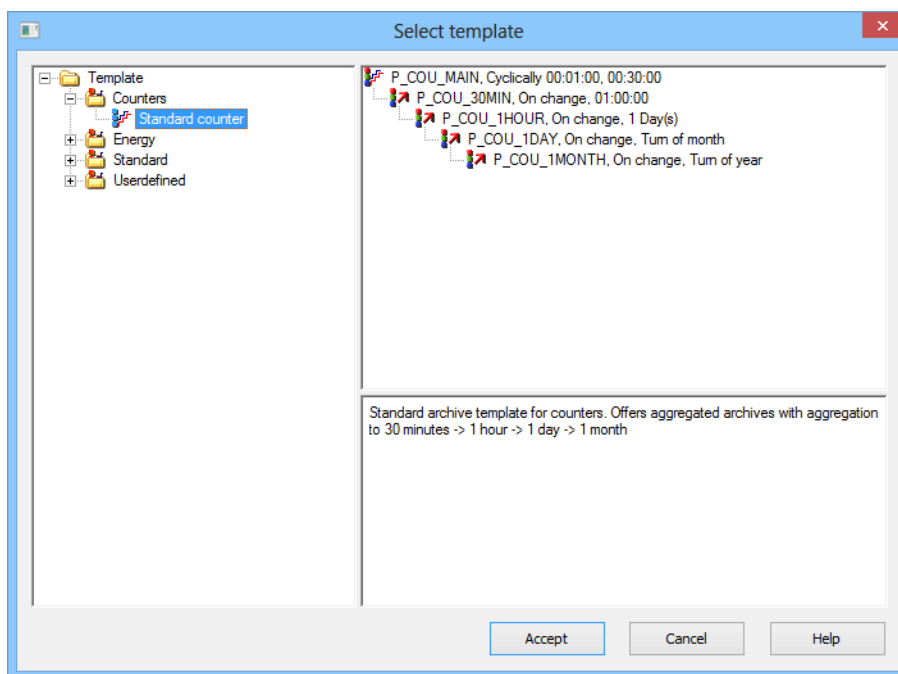 Select template
Template
Counters
Standard counter
Energy
Standard
Userdefined
P_COU_MAIN, Cyclically 00:01:00, 00:30:00
P_COU_30MIN, On change, 01:00:00
P_COU_1HOUR, On change, 1 Day(s)
P_COU_1DAY, On change, Turn of month
P_COU_1MONTH, On change, Turn of year
Standard archive template for counters. Offers aggregated archives with aggregation
to 30 minutes -> 1 hour -> 1 day -> 1 month
Accept
Cancel
Help